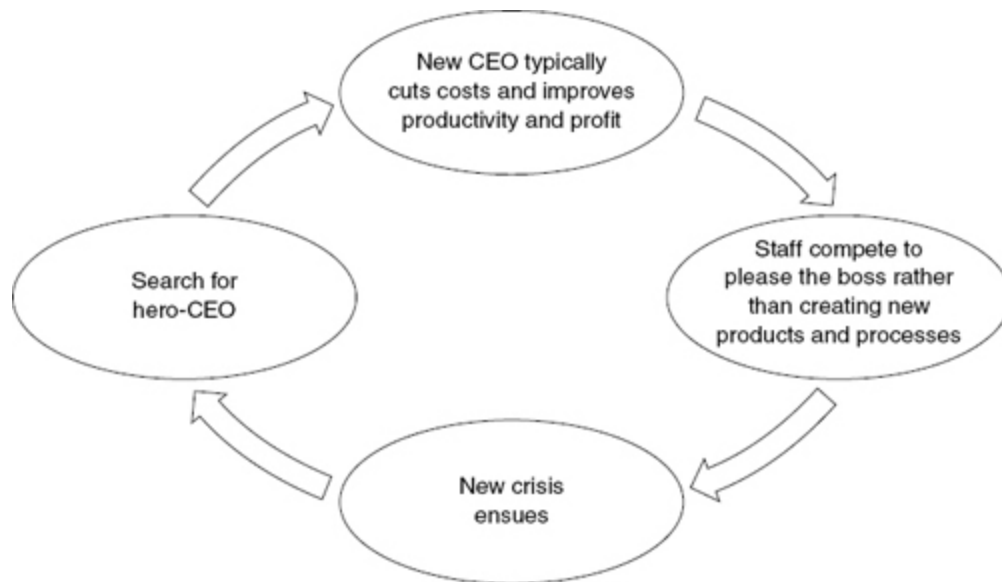 New CEO typically
cuts costs and improves
productivity and profit
Staff compete to
please the boss rather
than creating new
products and processes
New crisis
ensues
Search for
hero-CEO